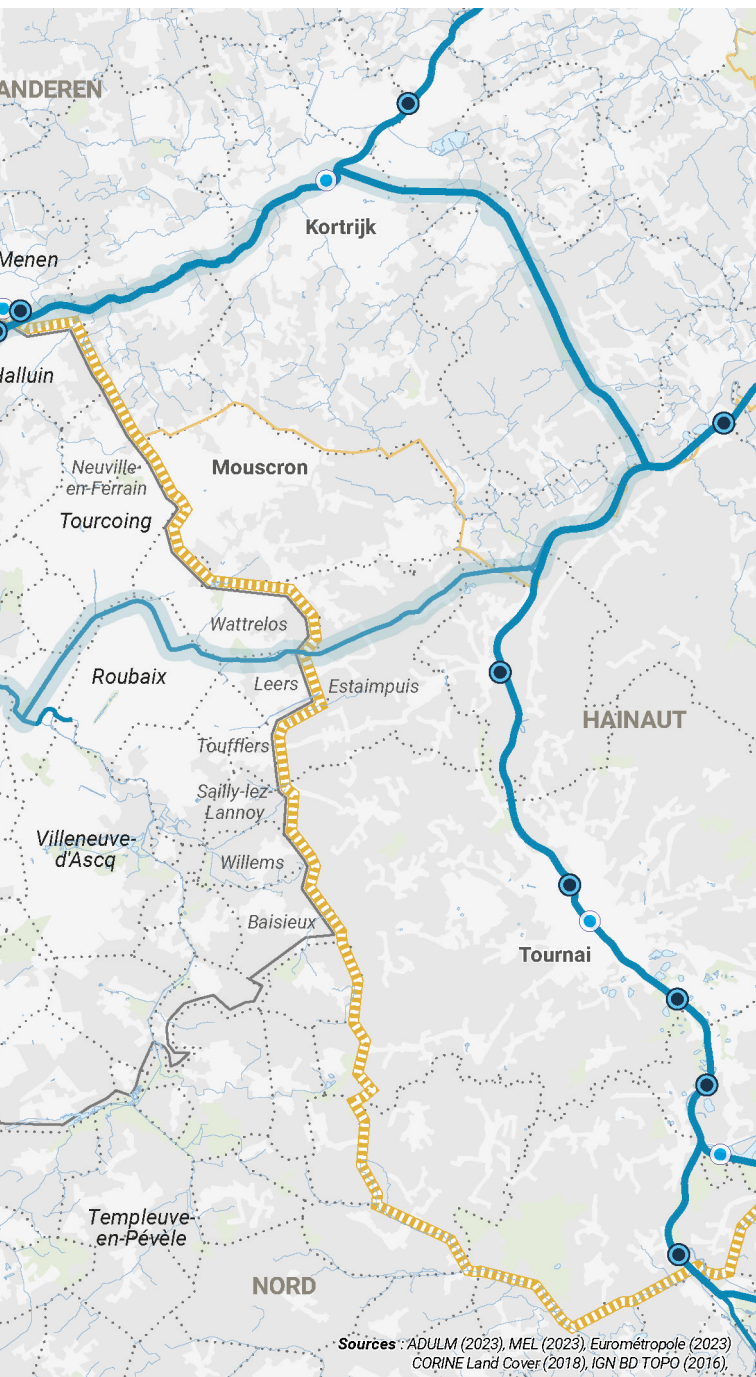 ANDEREN
Kortrijk
Menen
Halluin
Neuville-
en-Ferrain
Mouscron
Tourcoing
Wattrelos
Roubaix
Leers
Estaimpuis
HAINAUT
Toufflers
Sailly-lez-
Lannoy
Villeneuve-
d'Ascq
Willems
Baisieux
Tournai
Templeuve-
en-Pévèle
NORD
Sources : ADULM (2023), MEL (2023), Eurométropole (2023)
CORINE Land Cover (2018), IGN BD TOPO (2016),